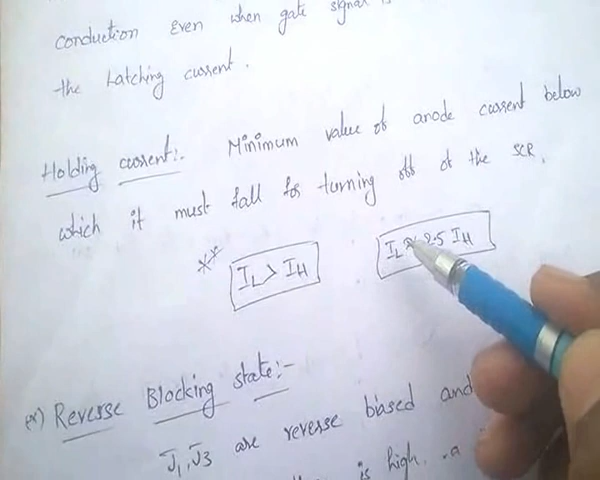 conduction Even when gate signal is
the Latching current.
Holding current:- Minimum value of anode current below
which it must fall for turning off of the SCR.
** IL > IH IL ≈ 2.5 IH
(*) Reverse Blocking state:-
J1, J3 are reverse biased and
is high. a